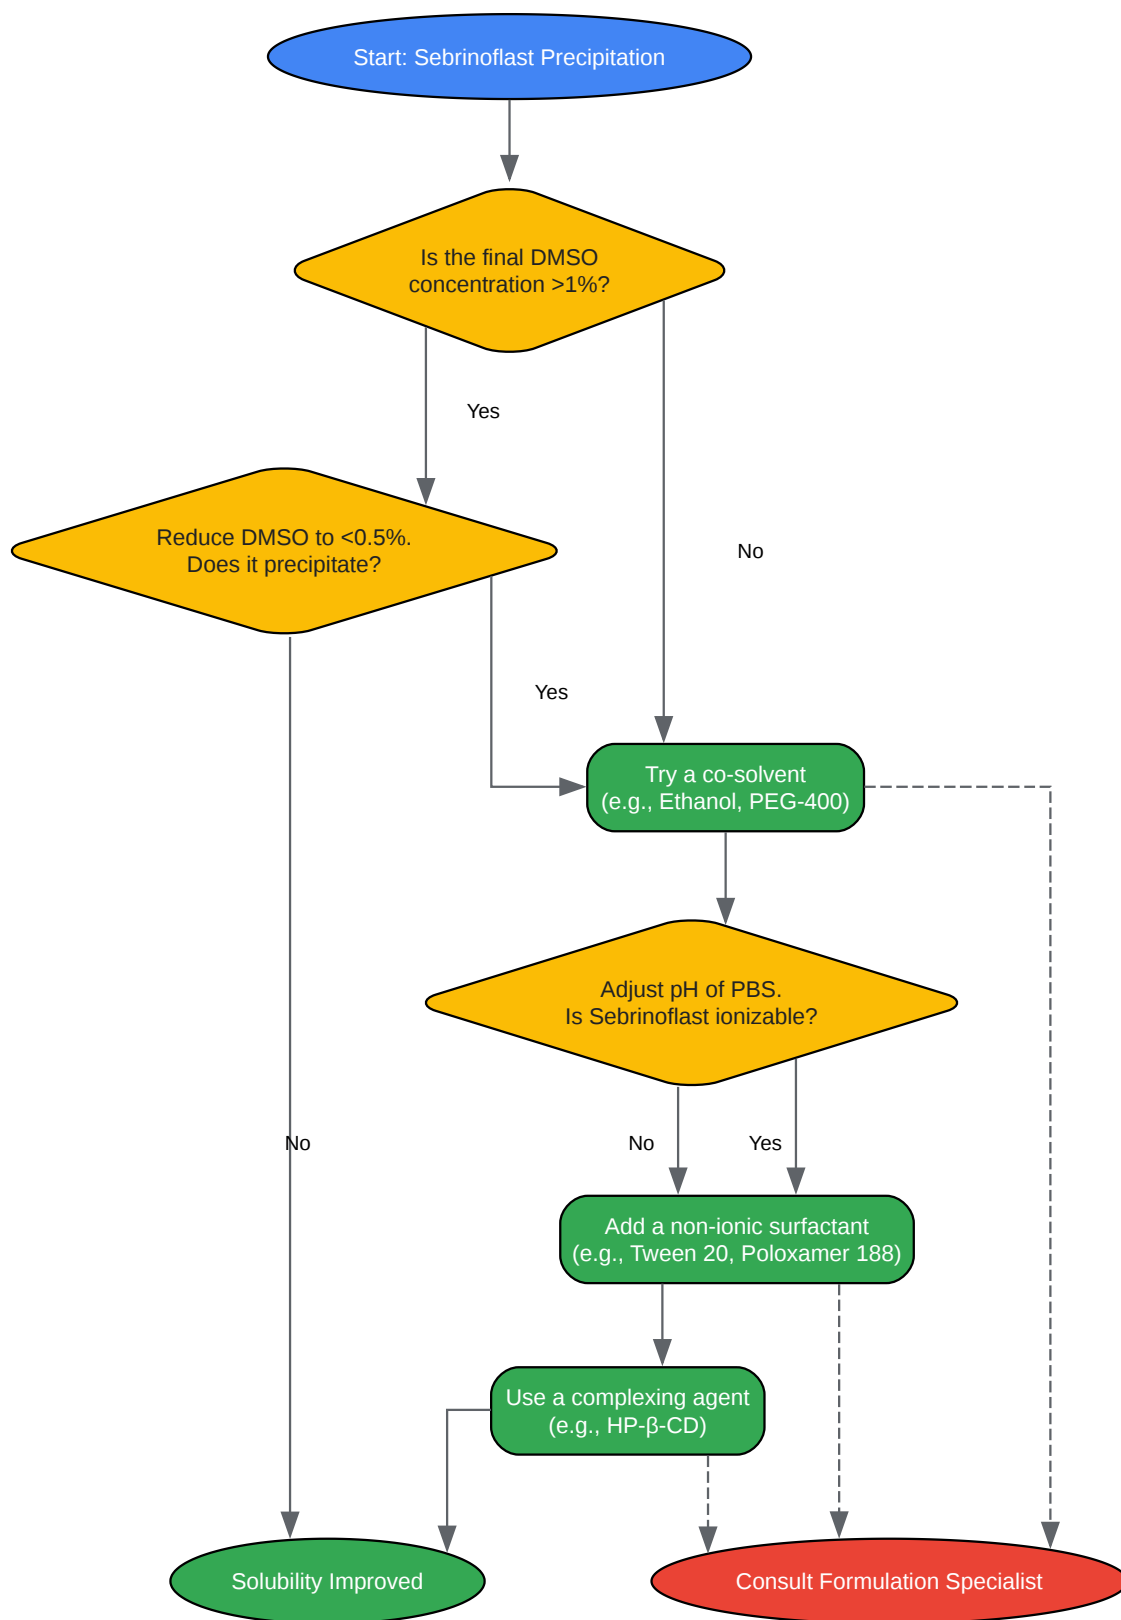 Start: Sebrinoflast Precipitation
Is the final DMSO
concentration >1%?
Yes
Reduce DMSO to <0.5%.
Does it precipitate?
No
Yes
Try a co-solvent
(e.g., Ethanol, PEG-400)
Adjust pH of PBS.
Is Sebrinoflast ionizable?
No
No
Yes
Add a non-ionic surfactant
(e.g., Tween 20, Poloxamer 188)
Use a complexing agent
(e.g., HP-β-CD)
Solubility Improved
Consult Formulation Specialist